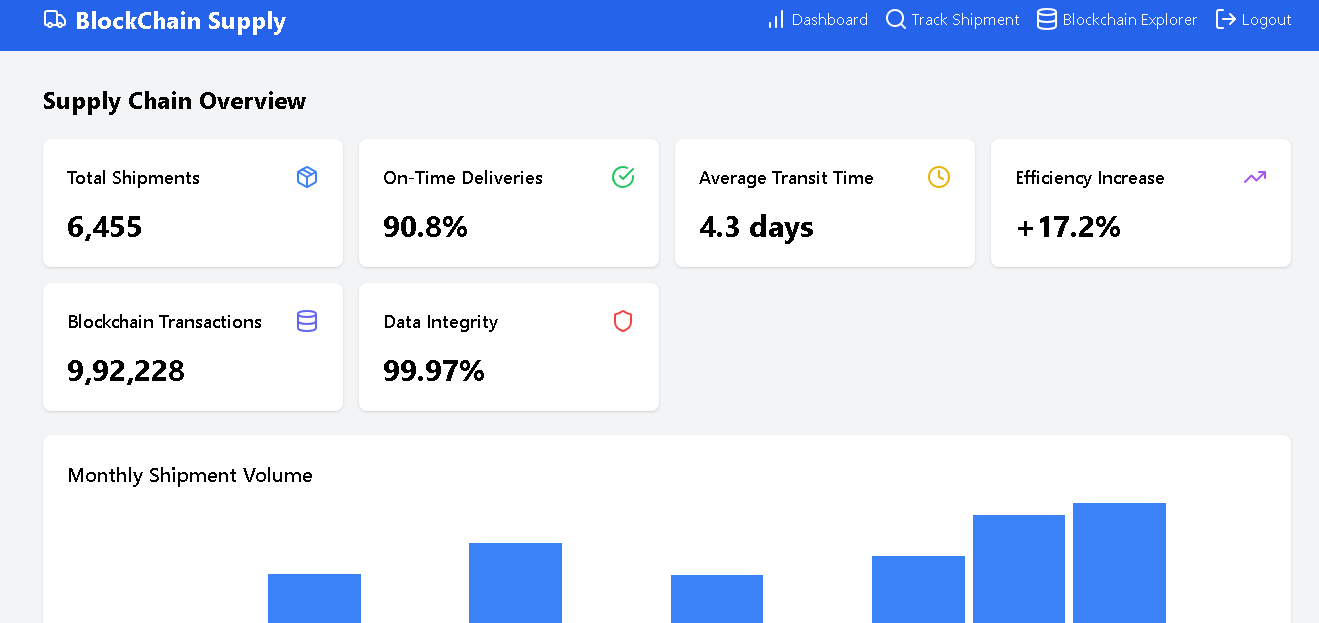 BlockChain Supply
Dashboard Track Shipment Blockchain Explorer Logout
Supply Chain Overview
Total Shipments
6,455
On-Time Deliveries
90.8%
Average Transit Time
4.3 days
Efficiency Increase
+17.2%
Blockchain Transactions
9,92,228
Data Integrity
99.97%
Monthly Shipment Volume